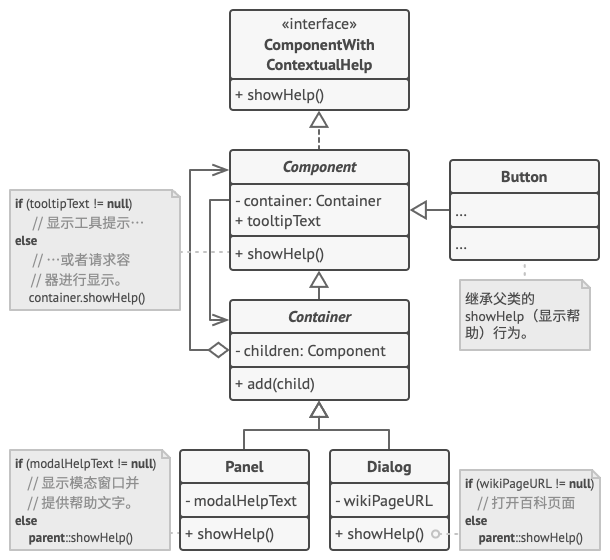 «interface»
ComponentWith
ContextualHelp
+ showHelp()
Component
- container: Container
+ tooltipText
+ showHelp()
Button
...
...
if (tooltipText != null)
// 显示工具提示…
else
// …或者请求容
// 器进行显示。
container.showHelp()
继承父类的
showHelp（显示帮
助）行为。
Container
- children: Component
+ add(child)
if (modalHelpText != null)
// 显示模态窗口并
// 提供帮助文字。
else
parent::showHelp()
Panel
- modalHelpText
+ showHelp()
Dialog
- wikiPageURL
+ showHelp()
if (wikiPageURL != null)
// 打开百科页面
else
parent::showHelp()